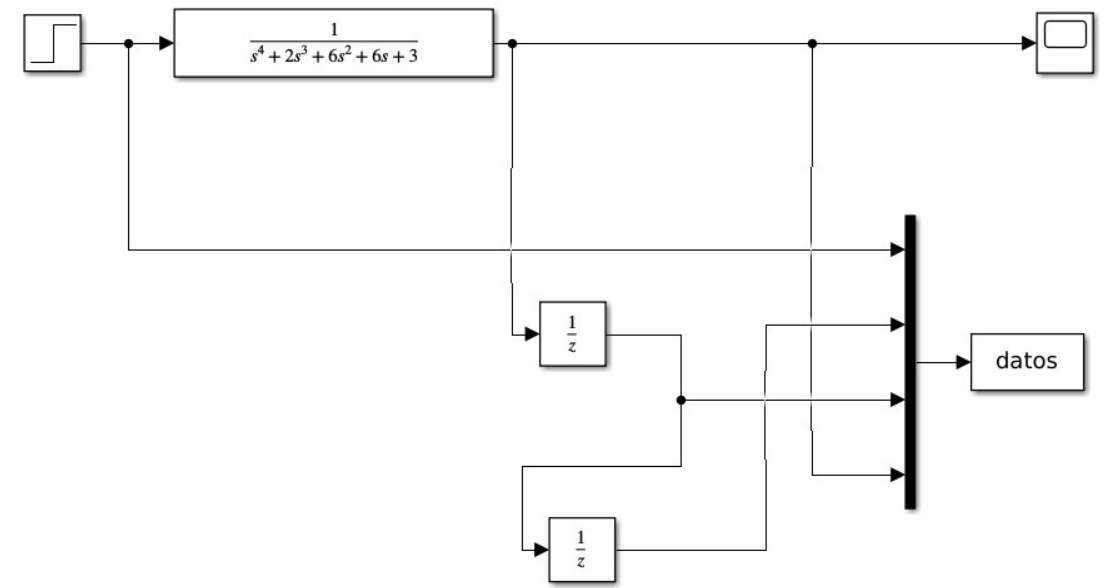 1
s⁴ + 2s³ + 6s² + 6s + 3
1
z
datos
1
z